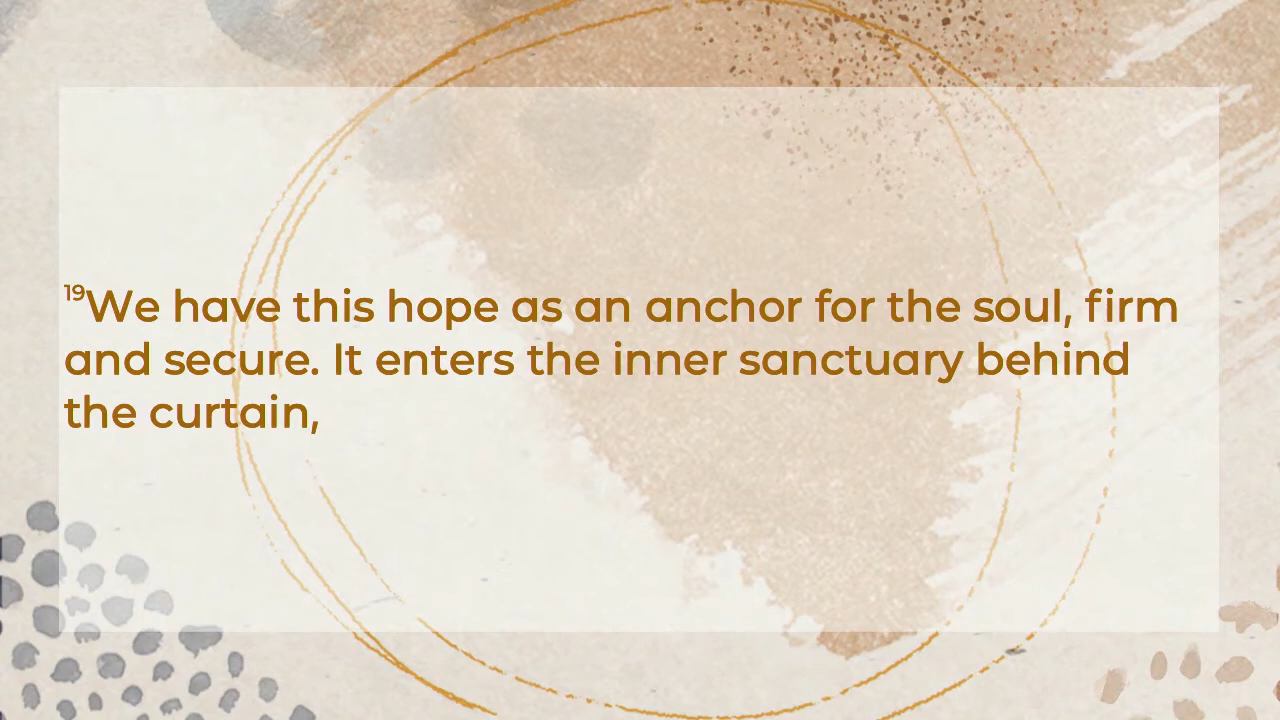 ¹⁹We have this hope as an anchor for the soul, firm
and secure. It enters the inner sanctuary behind
the curtain,